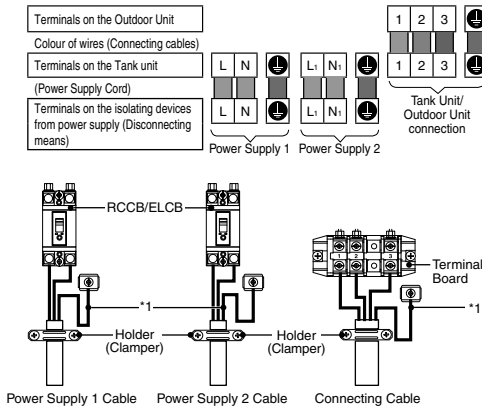 Terminals on the Outdoor Unit
1 2 3
Colour of wires (Connecting cables)
Terminals on the Tank unit
L N
L1 N1
1 2 3
(Power Supply Cord)
Terminals on the isolating devices
from power supply (Disconnecting
means)
L N
L1 N1
Tank Unit/
Outdoor Unit
connection
Power Supply 1
Power Supply 2
RCCB/ELCB
1 2 3
Terminal
Board
*1
*1
Holder
(Clamper)
Holder
(Clamper)
Power Supply 1 Cable
Power Supply 2 Cable
Connecting Cable